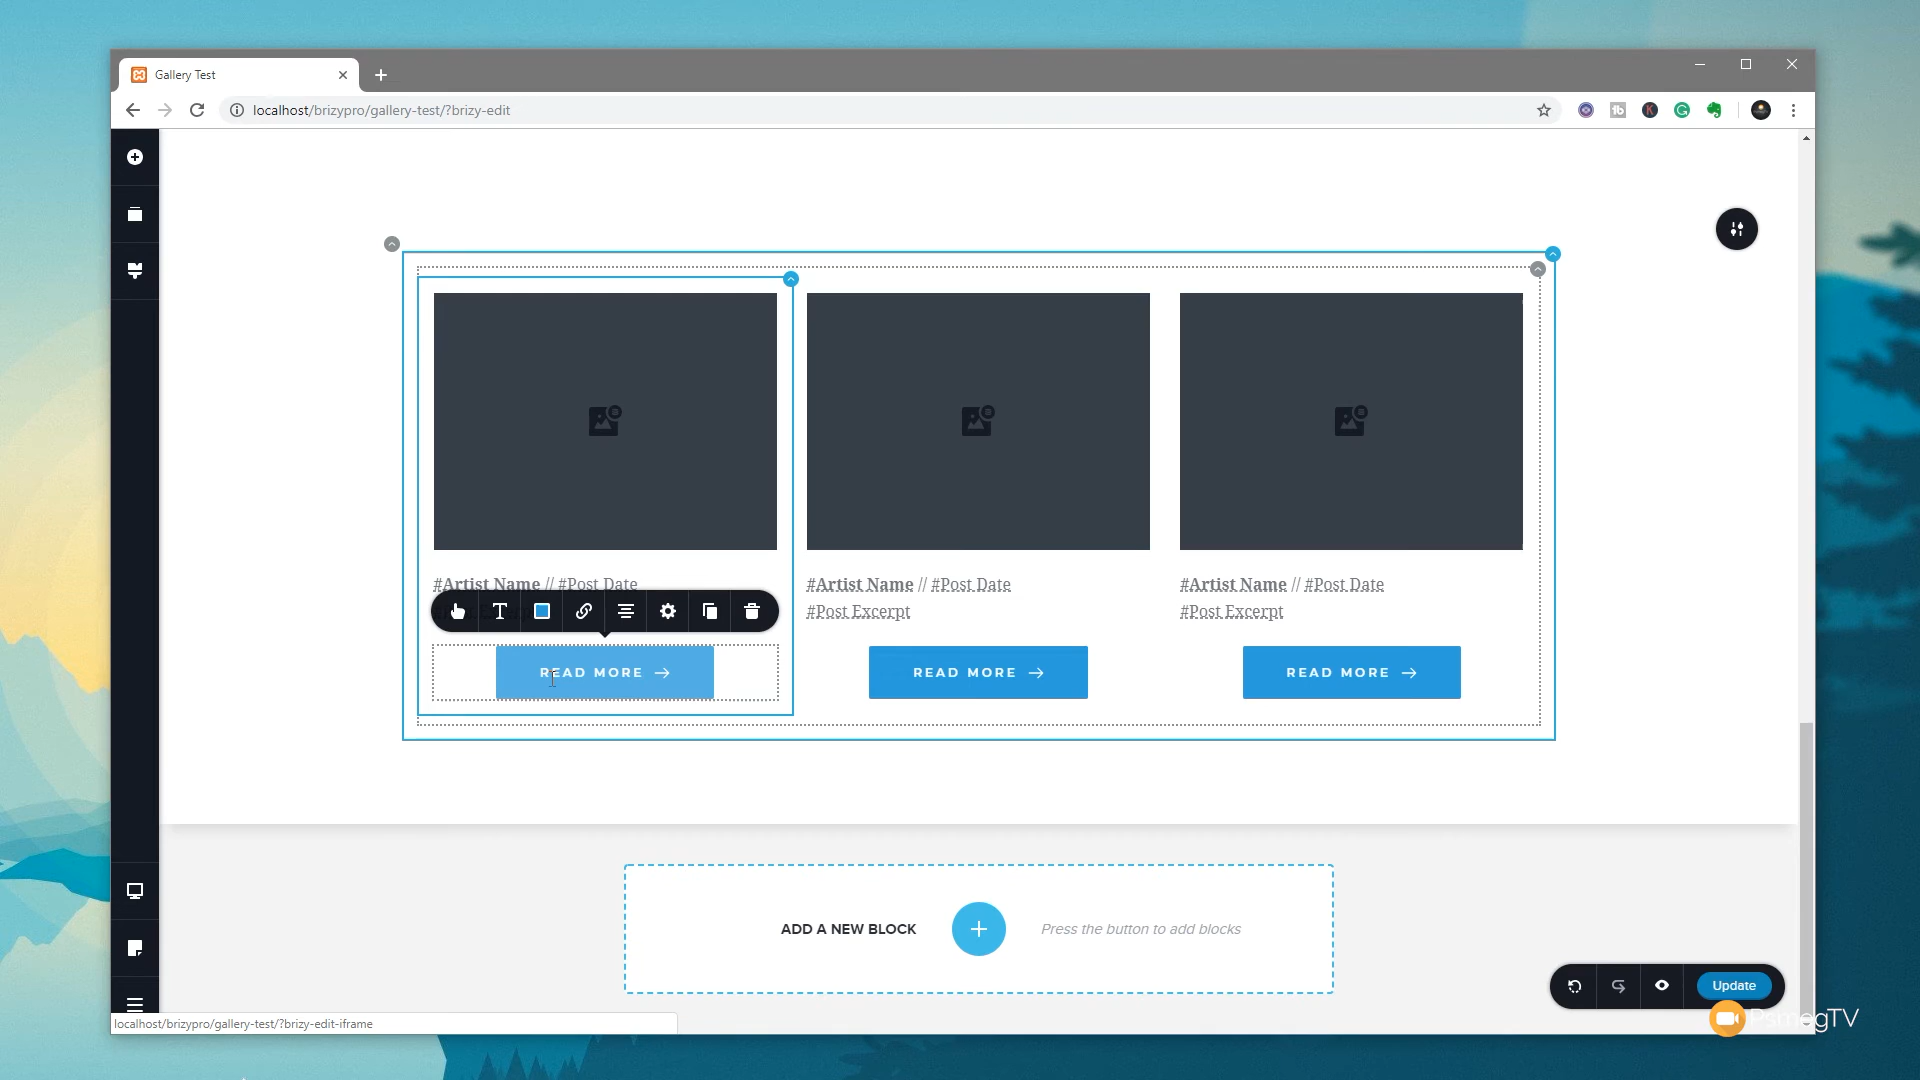 Gallery Test
localhost/brizypro/gallery-test/?brizy-edit
#Artist Name // #Post Date
#Artist Name // #Post Date
#Artist Name // #Post Date
#Post Excerpt
#Post Excerpt
READ MORE →
READ MORE →
READ MORE →
ADD A NEW BLOCK
Press the button to add blocks
Update
localhost/brizypro/gallery-test/?brizy-edit-iframe
PsmegTV